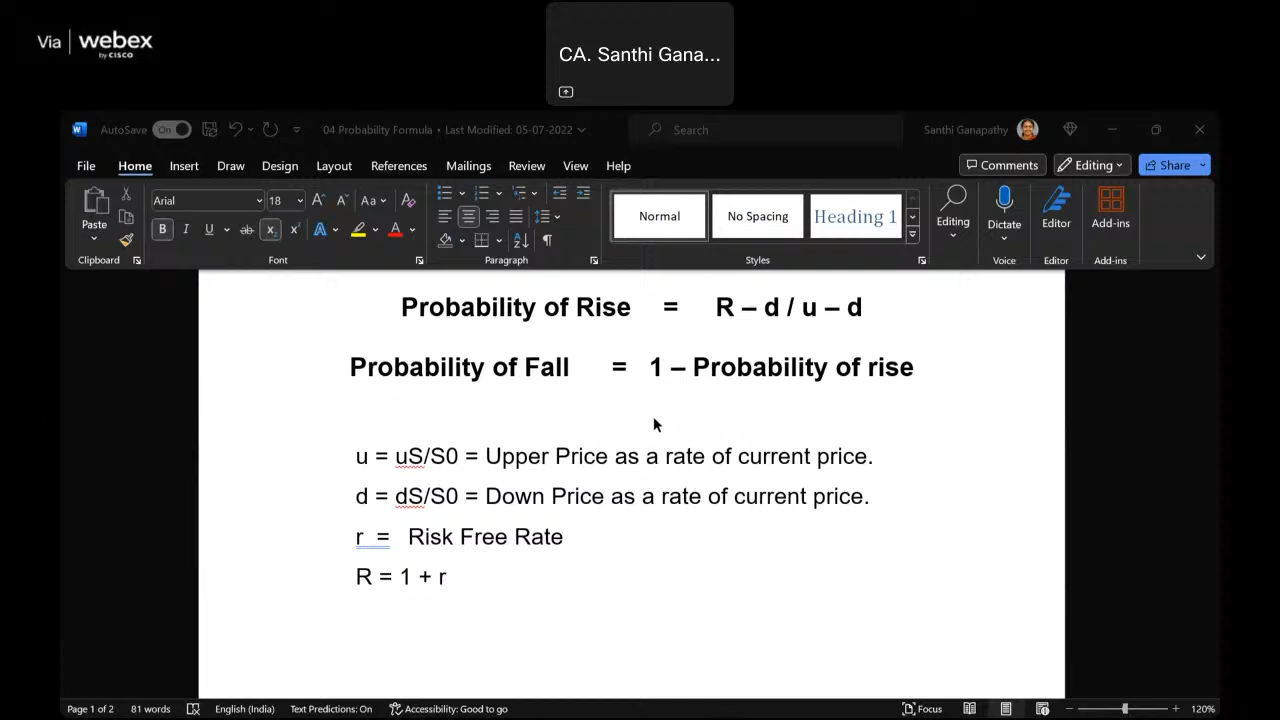 Via webex
by CISCO
CA. Santhi Gana...
AutoSave On 04 Probability Formula • Last Modified: 05-07-2022 Search Santhi Ganapathy
File Home Insert Draw Design Layout References Mailings Review View Help Comments Editing Share
Paste Arial 18 Aa Normal No Spacing Heading 1 Editing Dictate Editor Add-ins
B I U ab x₂ x² A A
Clipboard Font Paragraph Styles Voice Editor Add-ins
Probability of Rise = R – d / u – d
Probability of Fall = 1 – Probability of rise
u = uS/S0 = Upper Price as a rate of current price.
d = dS/S0 = Down Price as a rate of current price.
r = Risk Free Rate
R = 1 + r
Page 1 of 2 81 words English (India) Text Predictions: On Accessibility: Good to go Focus 120%